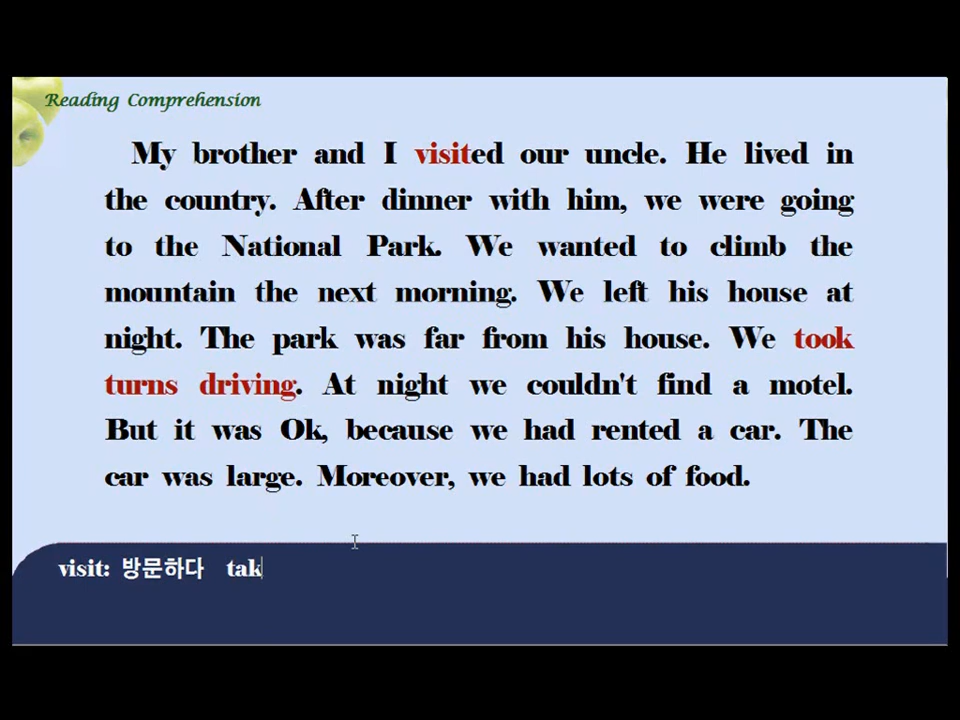 Reading Comprehension
My brother and I visited our uncle. He lived in
the country. After dinner with him, we were going
to the National Park. We wanted to climb the
mountain the next morning. We left his house at
night. The park was far from his house. We took
turns driving. At night we couldn't find a motel.
But it was Ok, because we had rented a car. The
car was large. Moreover, we had lots of food.
visit: 방문하다 tak